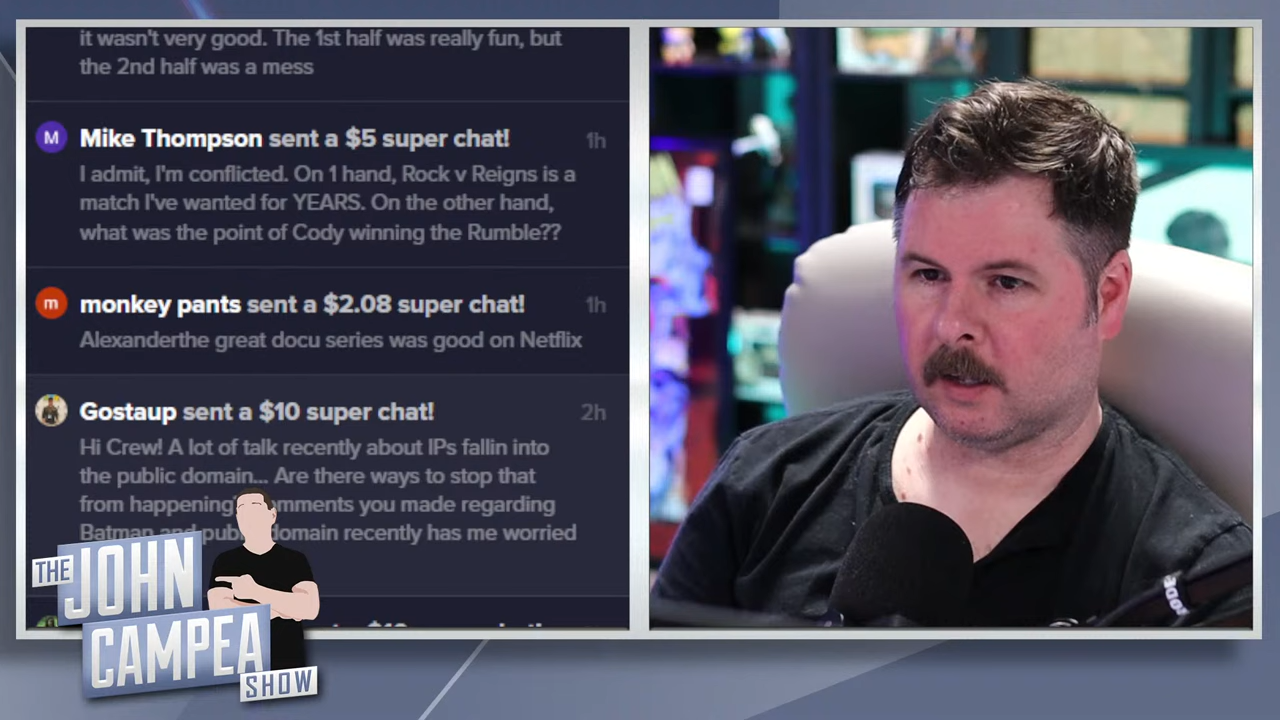 it wasn't very good. The 1st half was really fun, but
the 2nd half was a mess
M
Mike Thompson sent a $5 super chat!
1h
I admit, I'm conflicted. On 1 hand, Rock v Reigns is a
match I've wanted for YEARS. On the other hand,
what was the point of Cody winning the Rumble??
m
monkey pants sent a $2.08 super chat!
1h
Alexanderthe great docu series was good on Netflix
Gostaup sent a $10 super chat!
2h
Hi Crew! A lot of talk recently about IPs fallin into
the public domain... Are there ways to stop that
from happening omments you made regarding
Batman and domain recently has me worried
THE
JOHN
CAMPEA
SHOW